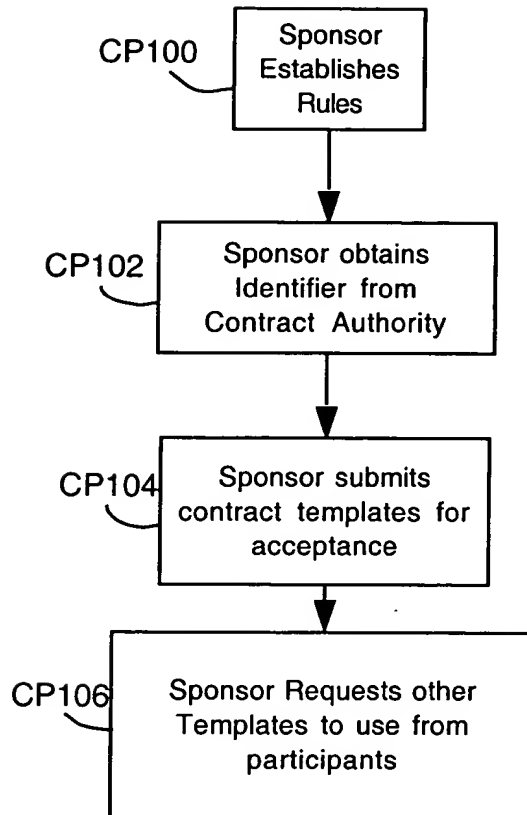 CP100
Sponsor
Establishes
Rules
CP102
Sponsor obtains
Identifier from
Contract Authority
CP104
Sponsor submits
contract templates for
acceptance
CP106
Sponsor Requests other
Templates to use from
participants